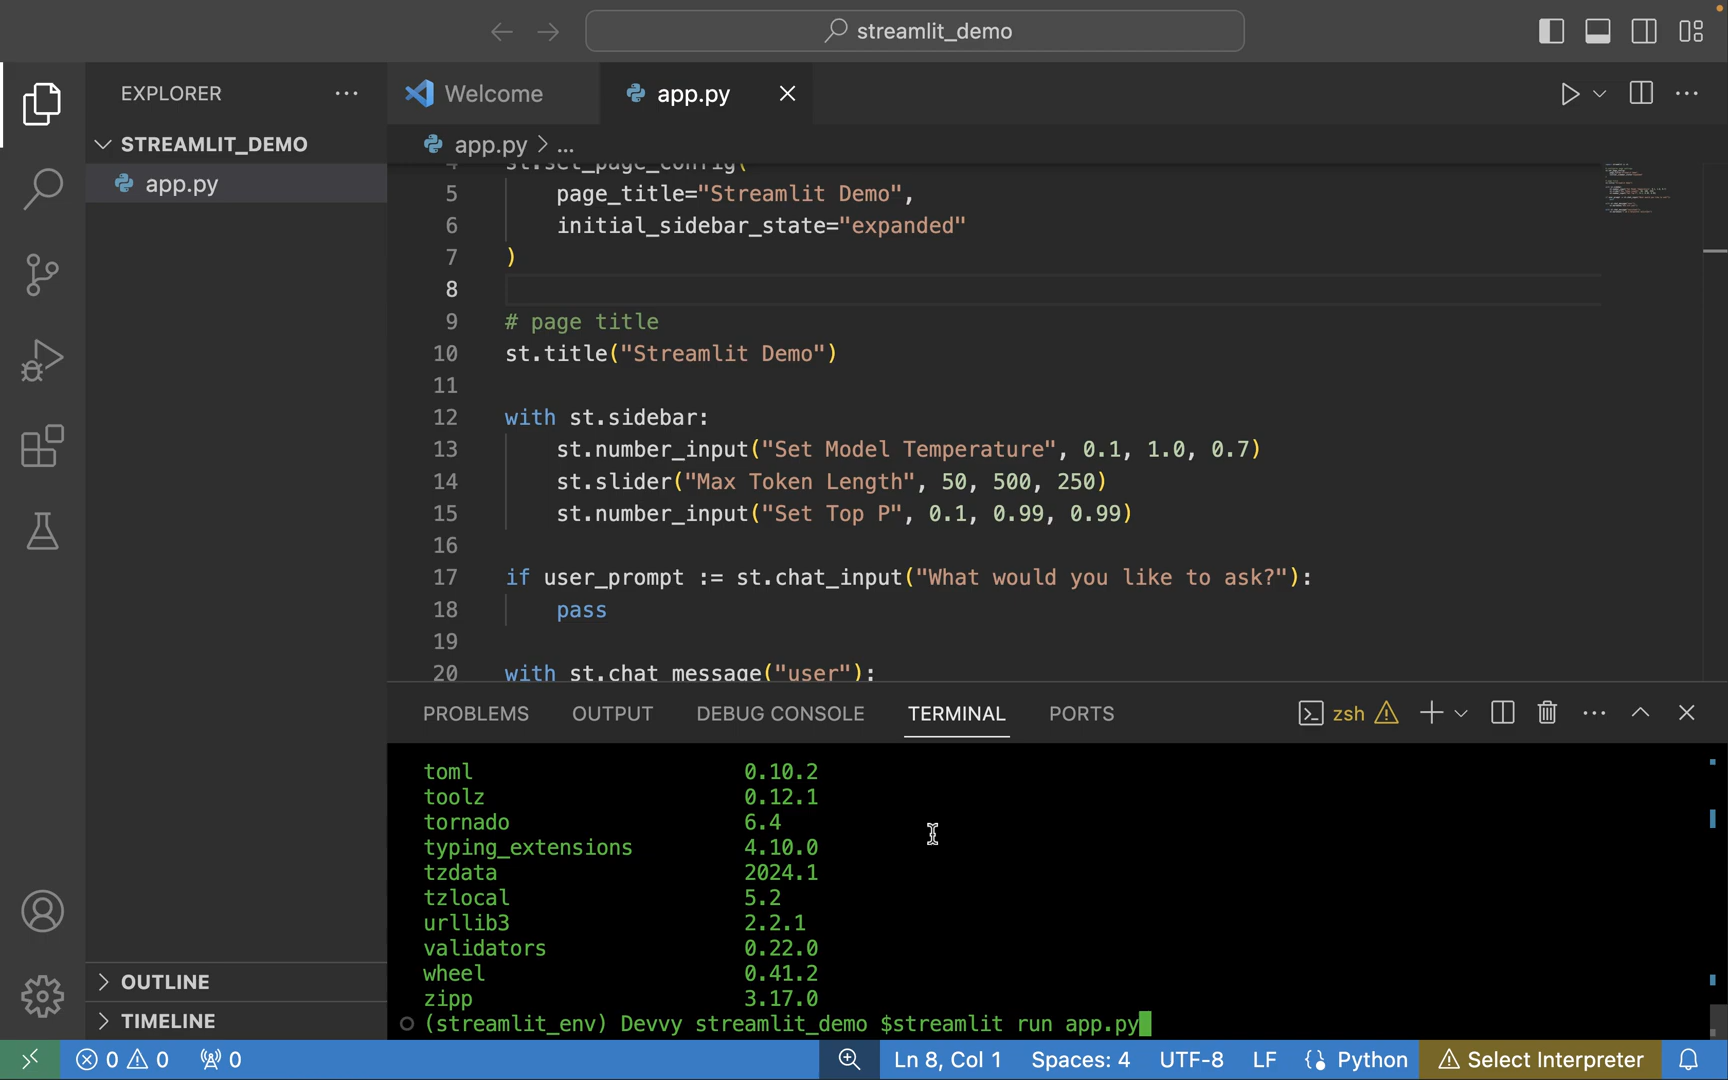 streamlit_demo
EXPLORER
Welcome
app.py
STREAMLIT_DEMO
app.py
app.py > ...
4 st.set_page_config(
5 page_title="Streamlit Demo",
6 initial_sidebar_state="expanded"
7 )
8
9 # page title
10 st.title("Streamlit Demo")
11
12 with st.sidebar:
13 st.number_input("Set Model Temperature", 0.1, 1.0, 0.7)
14 st.slider("Max Token Length", 50, 500, 250)
15 st.number_input("Set Top P", 0.1, 0.99, 0.99)
16
17 if user_prompt := st.chat_input("What would you like to ask?"):
18 pass
19
20 with st.chat_message("user"):
PROBLEMS OUTPUT DEBUG CONSOLE TERMINAL PORTS zsh
toml 0.10.2
toolz 0.12.1
tornado 6.4
typing_extensions 4.10.0
tzdata 2024.1
tzlocal 5.2
urllib3 2.2.1
validators 0.22.0
wheel 0.41.2
zipp 3.17.0
(streamlit_env) Devvy streamlit_demo $streamlit run app.py
OUTLINE
TIMELINE
0 0 0 Ln 8, Col 1 Spaces: 4 UTF-8 LF Python Select Interpreter